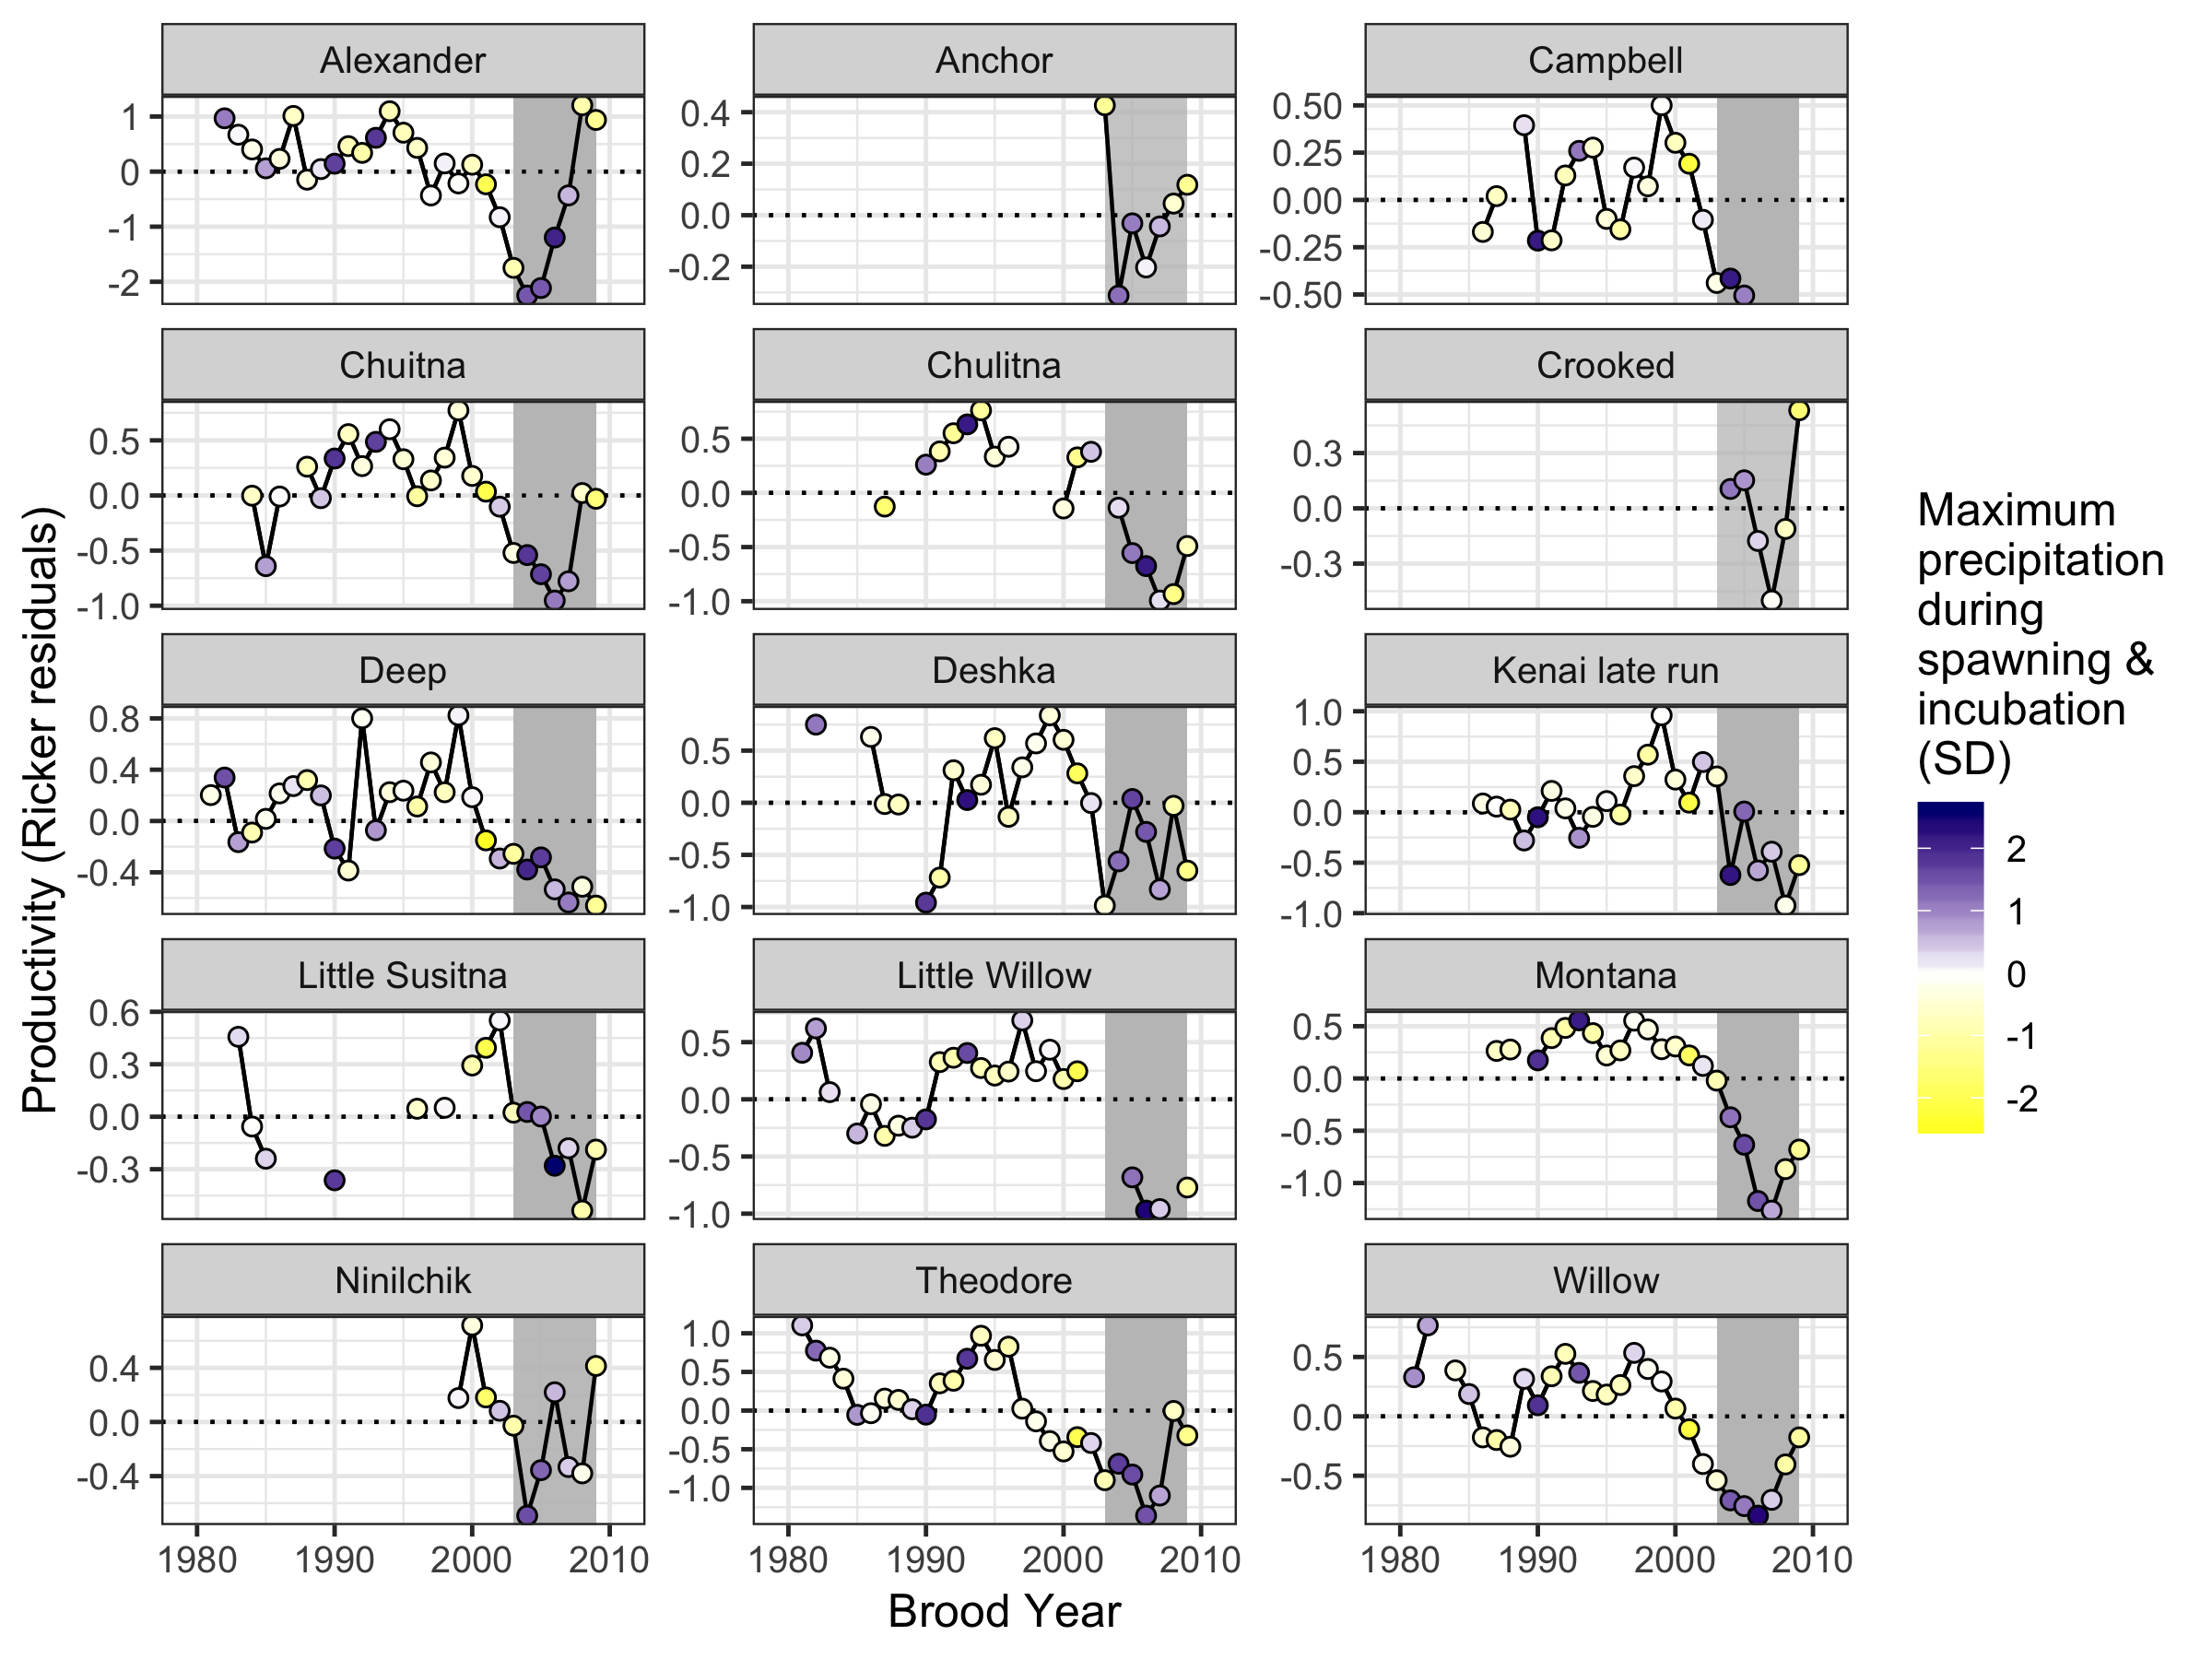 Alexander
Anchor
Campbell
1
0
-1
-2
0.4
0.2
0.0
-0.2
0.50
0.25
0.00
-0.25
-0.50
Chuitna
Chulitna
Crooked
0.5
0.0
-0.5
-1.0
0.5
0.0
-0.5
-1.0
0.3
0.0
-0.3
Deep
Deshka
Kenai late run
0.8
0.4
0.0
-0.4
0.5
0.0
-0.5
-1.0
1.0
0.5
0.0
-0.5
-1.0
Little Susitna
Little Willow
Montana
0.6
0.3
0.0
-0.3
0.5
0.0
-0.5
-1.0
0.5
0.0
-0.5
-1.0
Ninilchik
Theodore
Willow
0.4
0.0
-0.4
1.0
0.5
0.0
-0.5
-1.0
0.5
0.0
-0.5
1980 1990 2000 2010
1980 1990 2000 2010
1980 1990 2000 2010
Brood Year
Productivity (Ricker residuals)
Maximum
precipitation
during
spawning &
incubation
(SD)
2
1
0
-1
-2